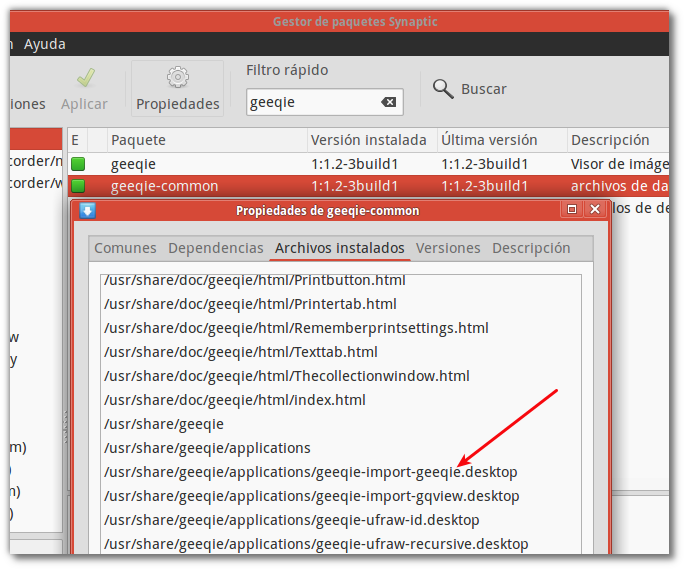 Gestor de paquetes Synaptic
n Ayuda
Filtro rápido
iones Aplicar Propiedades geeqie Buscar
E Paquete Versión instalada Última versión Descripción
corder/n geeqie 1:1.2-3build1 1:1.2-3build1 Visor de imáge
corder/w geeqie-common 1:1.2-3build1 1:1.2-3build1 archivos de da
Propiedades de geeqie-common los de de
Comunes Dependencias Archivos instalados Versiones Descripción
/usr/share/doc/geeqie/html/Printbutton.html
/usr/share/doc/geeqie/html/Printertab.html
/usr/share/doc/geeqie/html/Rememberprintsettings.html
w
/usr/share/doc/geeqie/html/Texttab.html
y
/usr/share/doc/geeqie/html/Thecollectionwindow.html
/usr/share/doc/geeqie/html/index.html
/usr/share/geeqie
m) /usr/share/geeqie/applications
) /usr/share/geeqie/applications/geeqie-import-geeqie.desktop
m) /usr/share/geeqie/applications/geeqie-import-gqview.desktop
) /usr/share/geeqie/applications/geeqie-ufraw-id.desktop
/usr/share/geeqie/applications/geeqie-ufraw-recursive.desktop